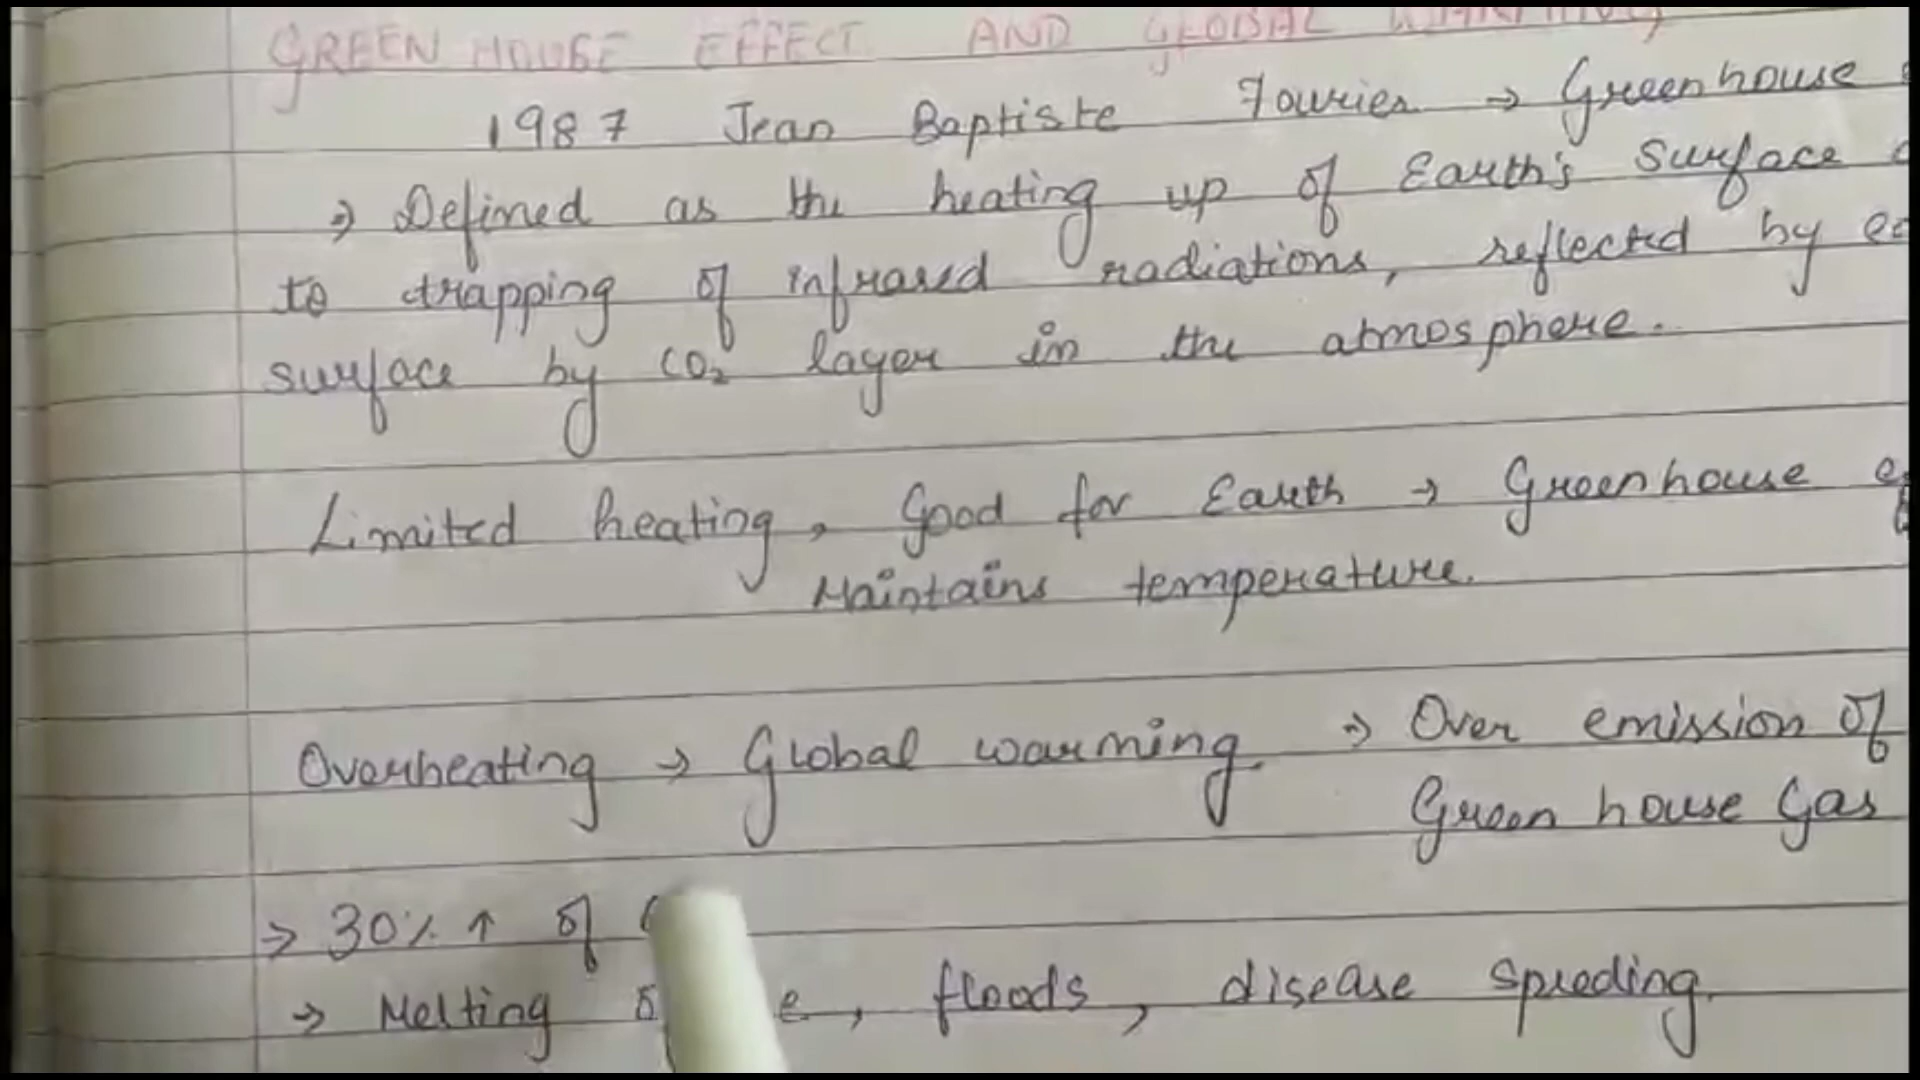 GREEN HOUSE EFFECT AND GLOBAL WARMING
1987 Jean Baptiste Fourier → Greenhouse
⇒ Defined as the heating up of Earth's surface
to trapping of infrared radiations, reflected by
surface by CO₂ layer in the atmosphere.
Limited heating, Good for Earth → Greenhouse
Maintains temperature.
Overheating → Global warming. ⇒ Over emission of
Green house Gas
→ 30% ↑ of
→ Melting floods, disease spreding.